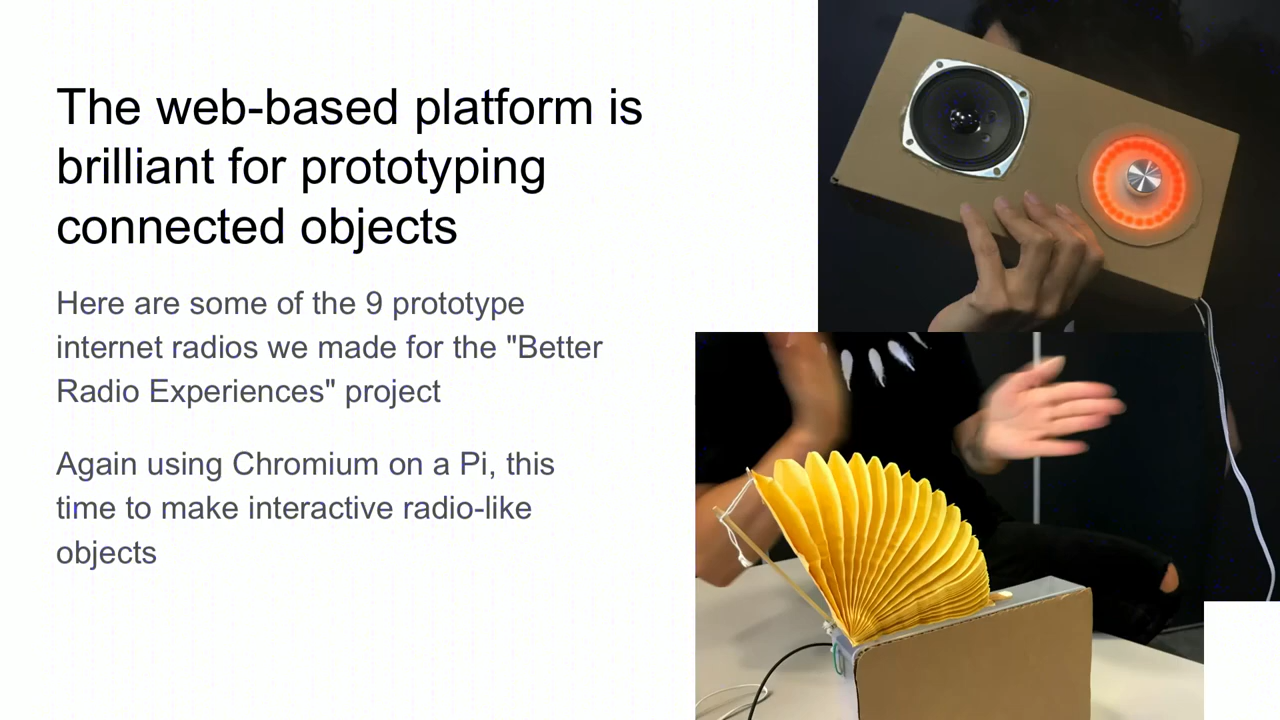 The web-based platform is
brilliant for prototyping
connected objects
Here are some of the 9 prototype
internet radios we made for the "Better
Radio Experiences" project
Again using Chromium on a Pi, this
time to make interactive radio-like
objects